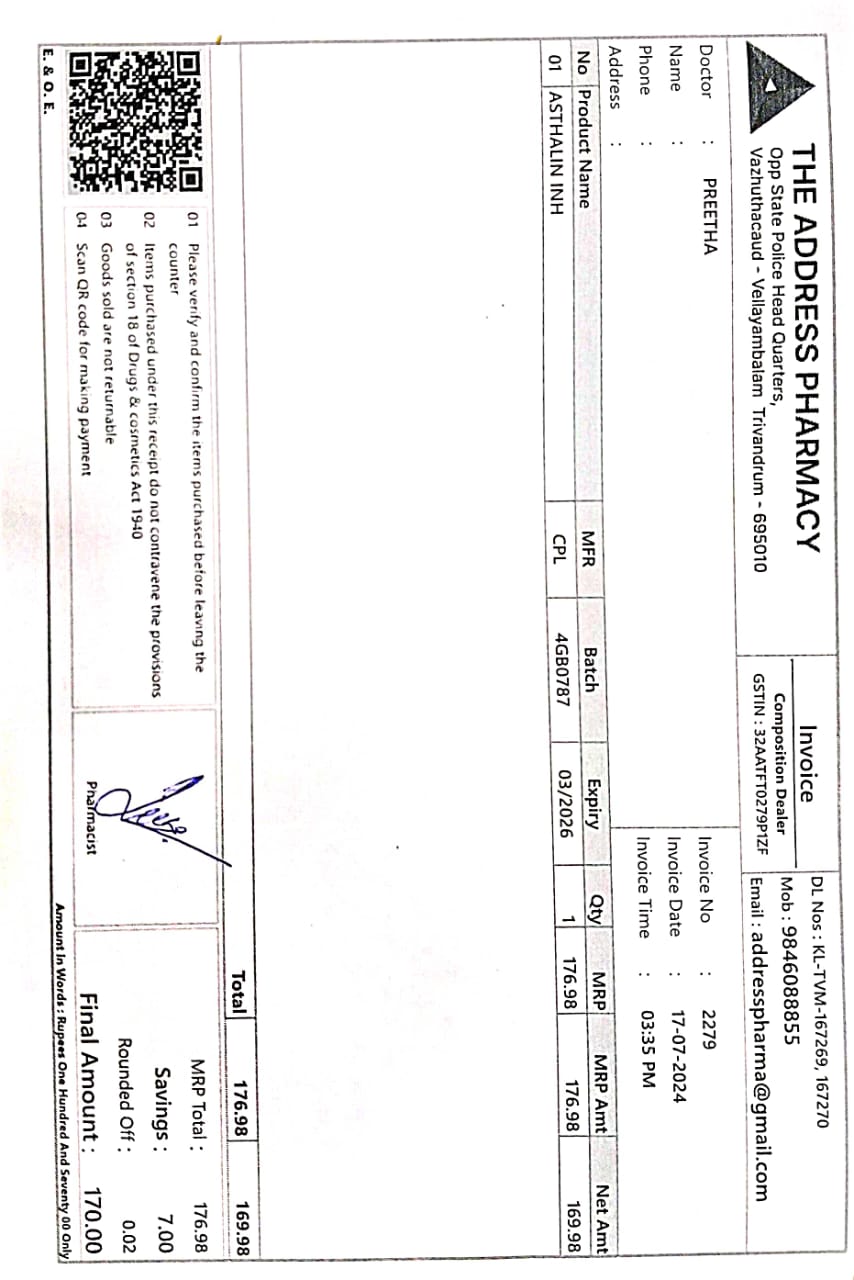 THE ADDRESS PHARMACY
Opp State Police Head Quarters,
Vazhuthacaud - Vellayambalam Trivandrum - 695010
Invoice
Composition Dealer
GSTIN : 32AATFT0279P1ZF
DL Nos : KL-TVM-167269, 167270
Mob : 9846088855
Email : addresspharma@gmail.com
Doctor : PREETHA
Name :
Phone :
Address :
Invoice No : 2279
Invoice Date : 17-07-2024
Invoice Time : 03:35 PM
No Product Name MFR Batch Expiry Qty MRP MRP Amt Net Amt
01 ASTHALIN INH CPL 4GB0787 03/2026 1 176.98 176.98 169.98
Total 176.98 169.98
01 Please verify and confirm the items purchased before leaving the
counter
02 Items purchased under this receipt do not contravene the provisions
of section 18 of Drugs & cosmetics Act 1940
03 Goods sold are not returnable
04 Scan QR code for making payment
Pharmacist
MRP Total : 176.98
Savings : 7.00
Rounded Off : 0.02
Final Amount : 170.00
E. & O. E.
Amount In Words : Rupees One Hundred And Seventy 00 Only